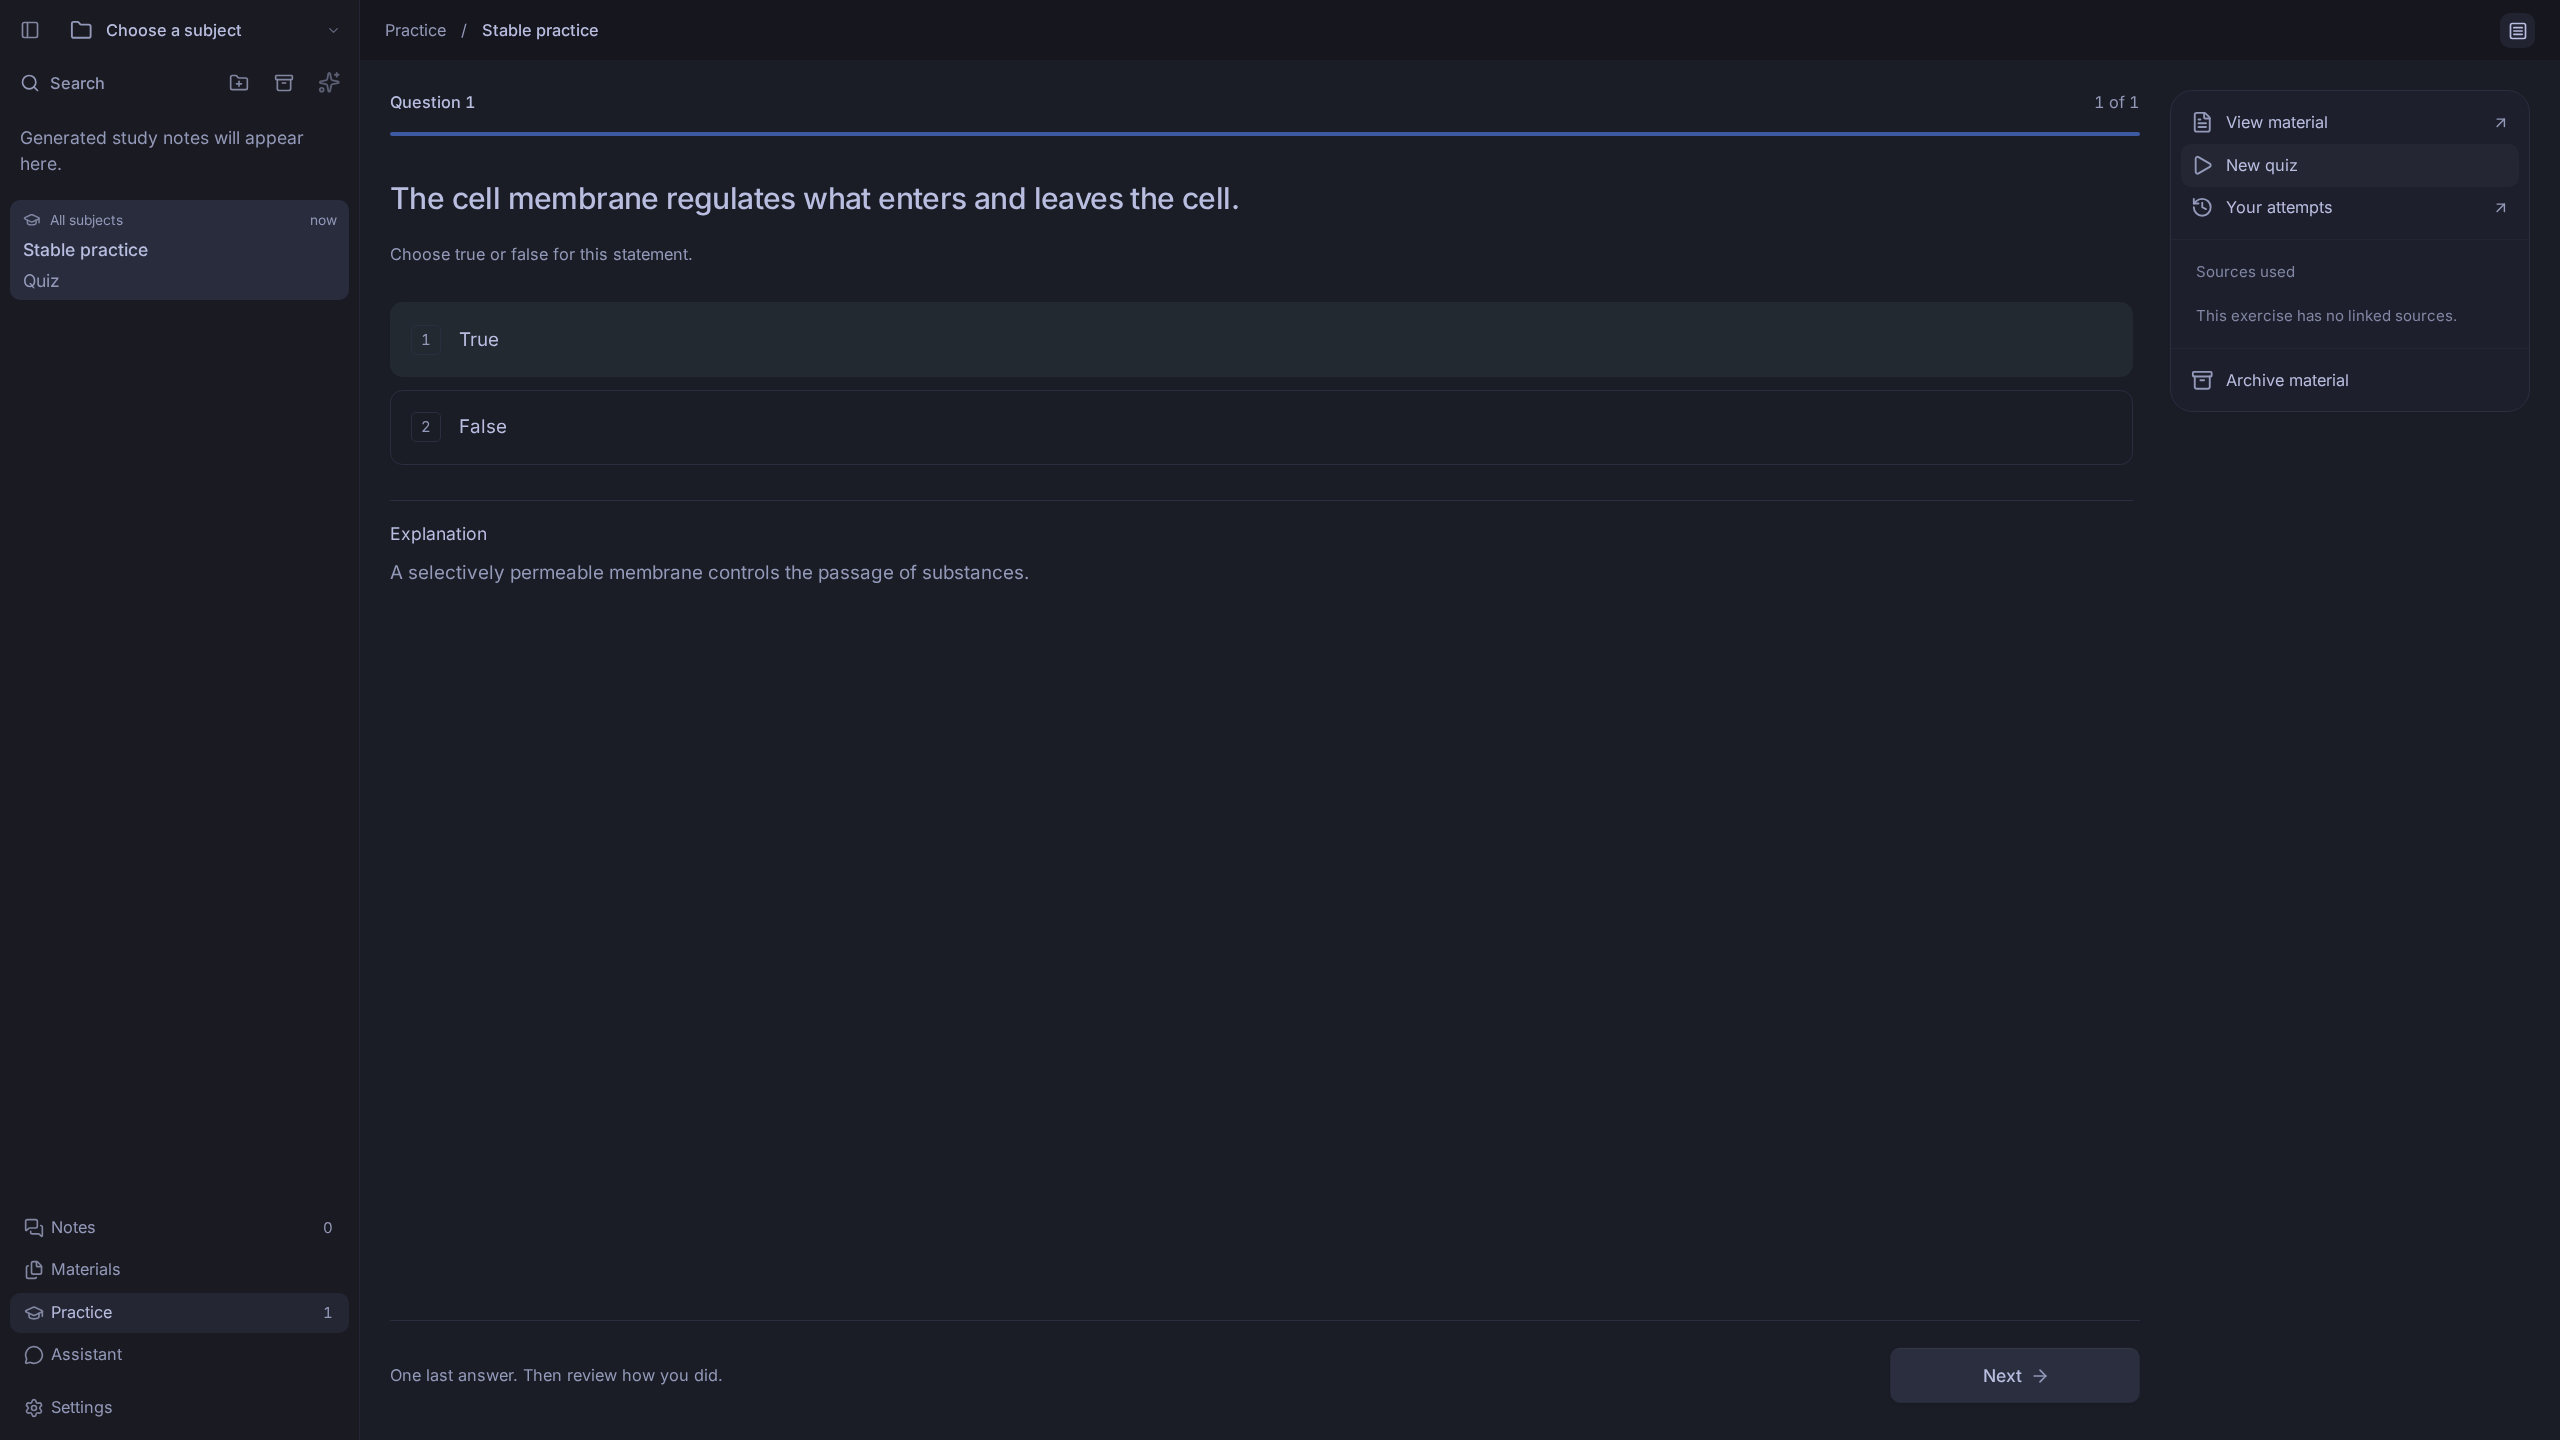 Choose a subject
Search
Generated study notes will appear
here.
All subjects now
Stable practice
Quiz
Notes 0
Materials
Practice 1
Assistant
Settings
Practice / Stable practice
Question 1 1 of 1
The cell membrane regulates what enters and leaves the cell.
Choose true or false for this statement.
1 True
2 False
Explanation
A selectively permeable membrane controls the passage of substances.
One last answer. Then review how you did.
Next
View material
New quiz
Your attempts
Sources used
This exercise has no linked sources.
Archive material